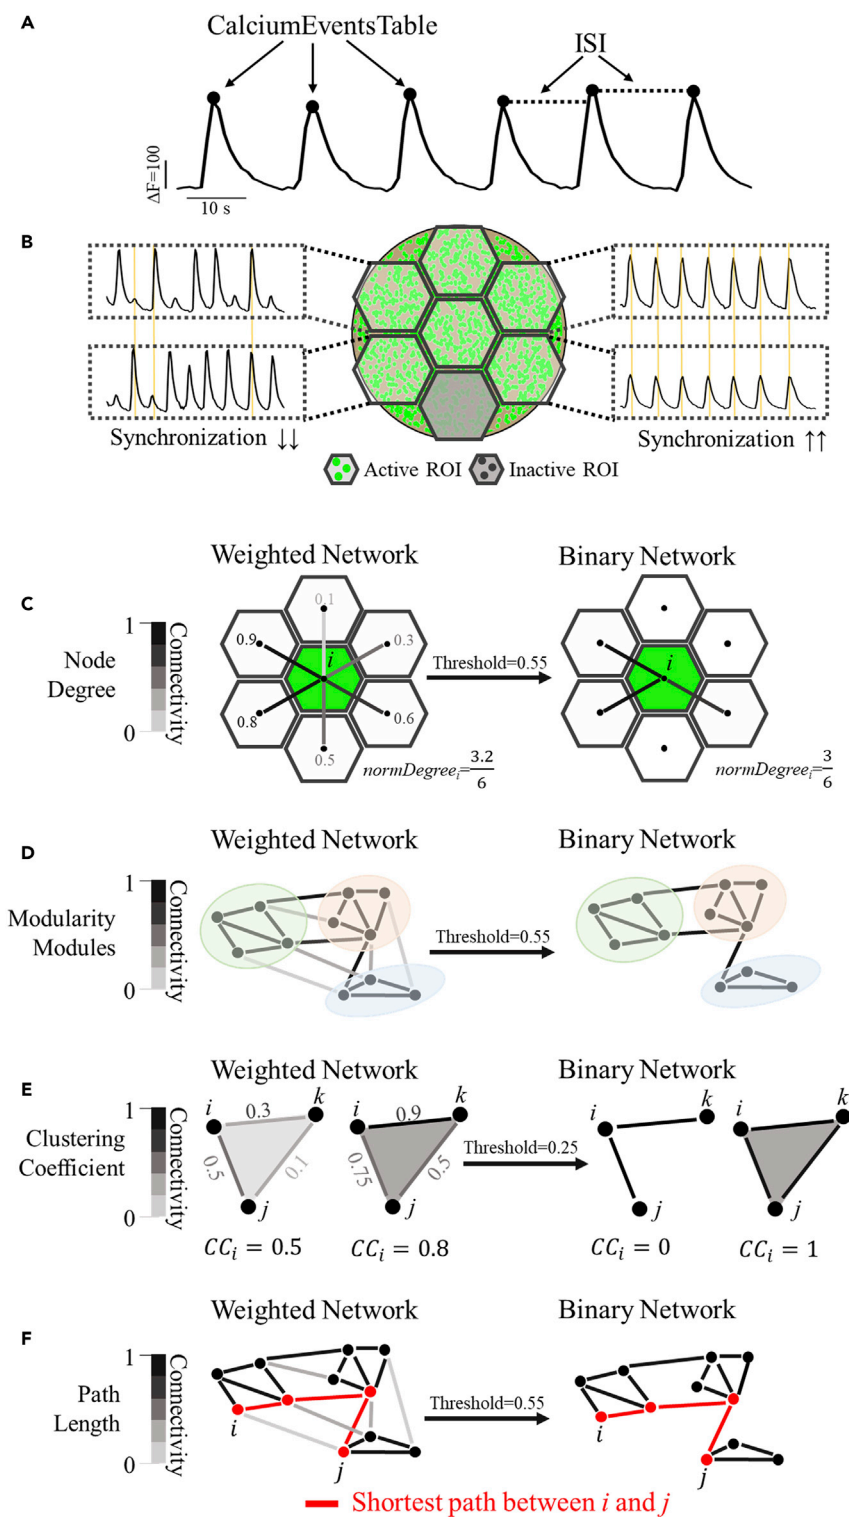 A
CalciumEventsTable
ISI
ΔF=100
10 s
B
Synchronization ↓↓
Synchronization ↑↑
Active ROI
Inactive ROI
Weighted Network
Binary Network
C
Node
Degree
1
0
Connectivity
0.1
0.9
0.3
i
0.8
0.6
0.5
Threshold=0.55
i
normDegreeᵢ=3.2/6
normDegreeᵢ=3/6
Weighted Network
Binary Network
D
Modularity
Modules
1
0
Connectivity
Threshold=0.55
Weighted Network
Binary Network
E
Clustering
Coefficient
1
0
Connectivity
i
k
0.3
0.5
0.1
j
i
k
0.9
0.75
0.5
j
Threshold=0.25
i
k
j
i
k
j
CCᵢ = 0.5
CCᵢ = 0.8
CCᵢ = 0
CCᵢ = 1
Weighted Network
Binary Network
F
Path
Length
1
0
Connectivity
i
j
Threshold=0.55
i
j
Shortest path between i and j